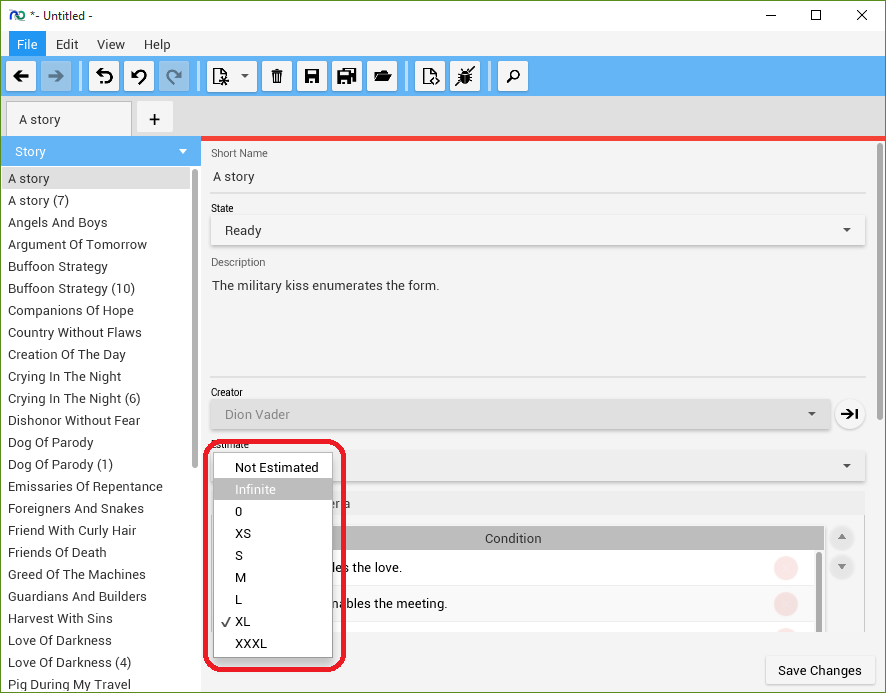 *- Untitled -
File Edit View Help
A story +
Story
A story
A story (7)
Angels And Boys
Argument Of Tomorrow
Buffoon Strategy
Buffoon Strategy (10)
Companions Of Hope
Country Without Flaws
Creation Of The Day
Crying In The Night
Crying In The Night (6)
Dishonor Without Fear
Dog Of Parody
Dog Of Parody (1)
Emissaries Of Repentance
Foreigners And Snakes
Friend With Curly Hair
Friends Of Death
Greed Of The Machines
Guardians And Builders
Harvest With Sins
Love Of Darkness
Love Of Darkness (4)
Pig During My Travel
Short Name
A story
State
Ready
Description
The military kiss enumerates the form.
Creator
Dion Vader
Estimate
Not Estimated
Infinite
0
XS
S
M
L
✓ XL
XXXL
Condition
the love.
the meeting.
Save Changes